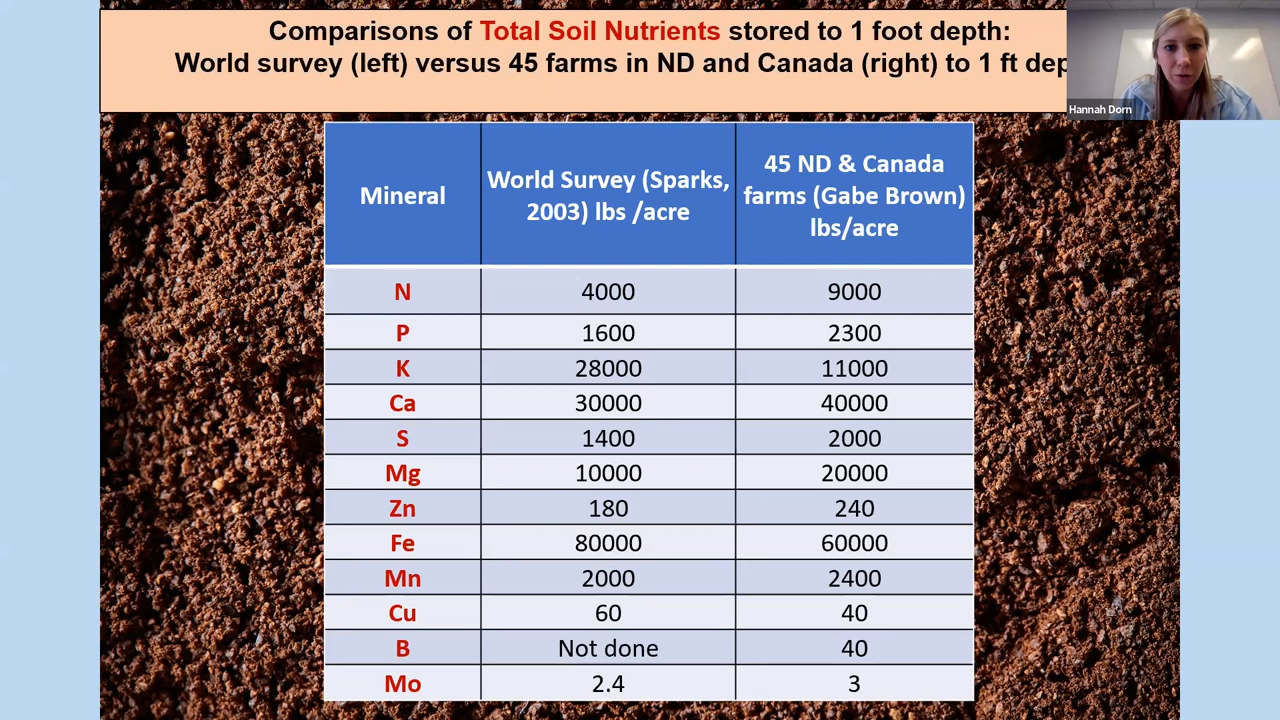 Comparisons of Total Soil Nutrients stored to 1 foot depth:
World survey (left) versus 45 farms in ND and Canada (right) to 1 ft dep
Hannah Dorn
Mineral
World Survey (Sparks, 2003) lbs /acre
45 ND & Canada farms (Gabe Brown) lbs/acre
N 4000 9000
P 1600 2300
K 28000 11000
Ca 30000 40000
S 1400 2000
Mg 10000 20000
Zn 180 240
Fe 80000 60000
Mn 2000 2400
Cu 60 40
B Not done 40
Mo 2.4 3